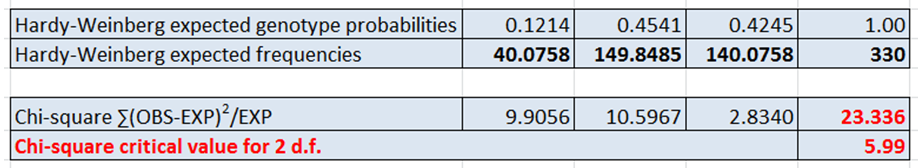 Hardy-Weinberg expected genotype probabilities 0.1214 0.4541 0.4245 1.00
Hardy-Weinberg expected frequencies 40.0758 149.8485 140.0758 330
Chi-square ∑(OBS-EXP)²/EXP 9.9056 10.5967 2.8340 23.336
Chi-square critical value for 2 d.f. 5.99